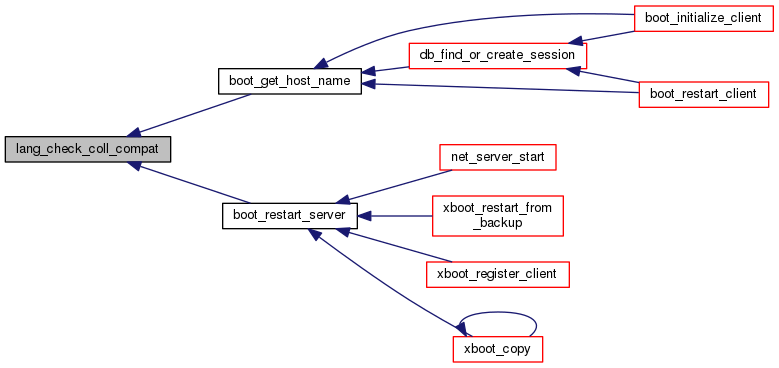 boot_initialize_client
db_find_or_create_session
boot_get_host_name
boot_restart_client
lang_check_coll_compat
net_server_start
boot_restart_server
xboot_restart_from
_backup
xboot_register_client
xboot_copy